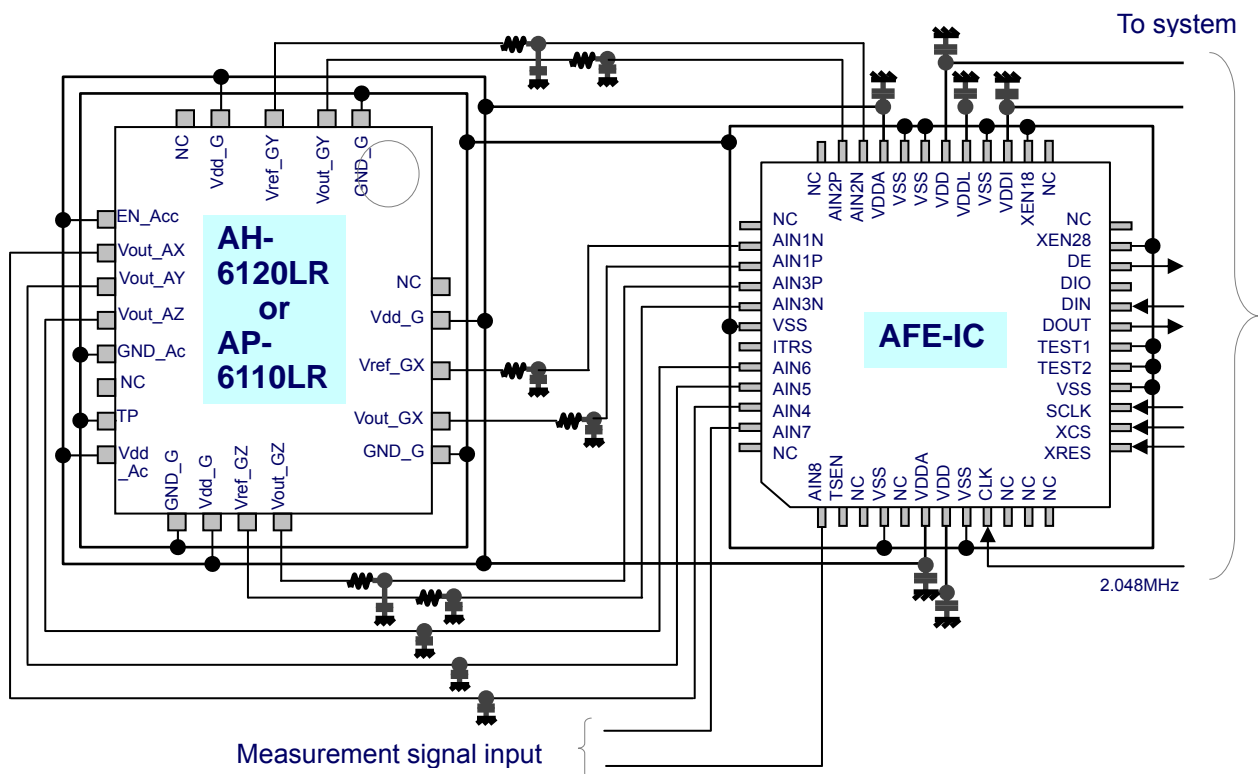 To system
NC
Vdd_G
Vref_GY
Vout_GY
GND_G
EN_Acc
Vout_AX
Vout_AY
Vout_AZ
GND_Ac
NC
TP
Vdd
_Ac
AH-
6120LR
or
AP-
6110LR
NC
Vdd_G
Vref_GX
Vout_GX
GND_G
GND_G
Vdd_G
Vref_GZ
Vout_GZ
NC
AIN2P
AIN2N
VDDA
VSS
VSS
VDD
VDDL
VSS
VDDI
XEN18
NC
NC
AIN1N
AIN1P
AIN3P
AIN3N
VSS
ITRS
AIN6
AIN5
AIN4
AIN7
NC
AFE-IC
NC
XEN28
DE
DIO
DIN
DOUT
TEST1
TEST2
VSS
SCLK
XCS
XRES
AIN8
TSEN
NC
VSS
NC
VDDA
VDD
VSS
CLK
NC
NC
NC
2.048MHz
Measurement signal input